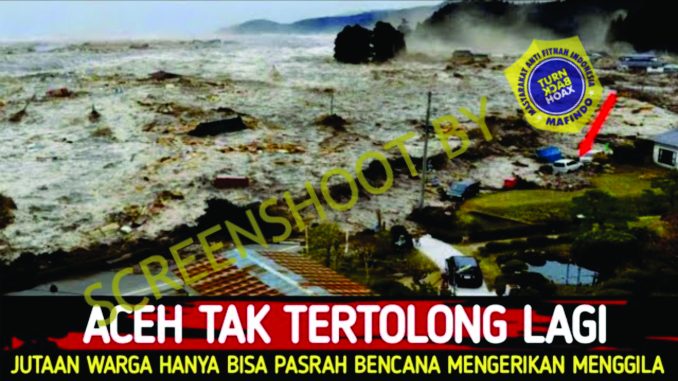 MASYARAKAT ANTI FITNAH INDONESIA
TURN
BACK
HOAX
MAFINDO
SCREENSHOOT BY
ACEH TAK TERTOLONG LAGI
JUTAAN WARGA HANYA BISA PASRAH BENCANA MENGERIKAN MENGGILA